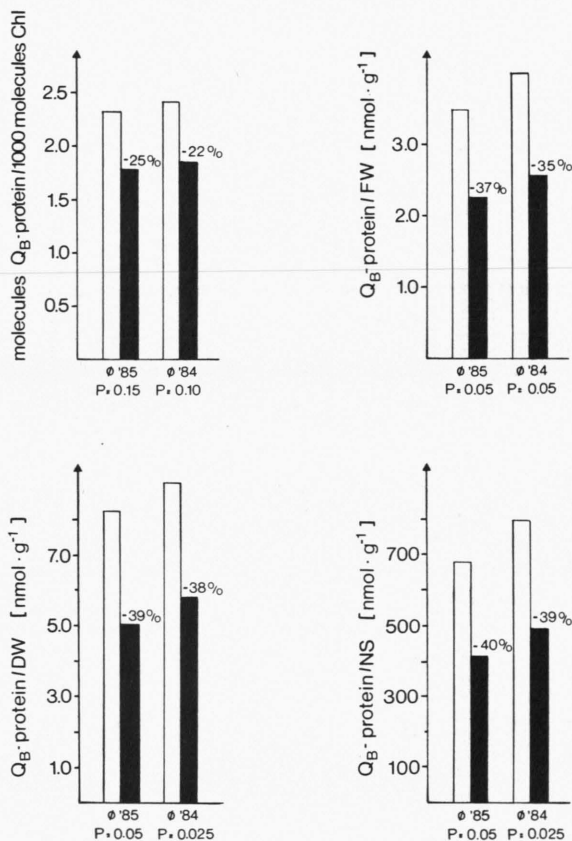 molecules Q_B-protein/1000 molecules Chl
2.5
2.0
1.5
1.0
0.5
-25%
-22%
ø '85
ø '84
P=0.15
P=0.10
Q_B-protein/FW [nmol·g⁻¹]
3.0
2.0
1.0
-37%
-35%
ø '85
ø '84
P=0.05
P=0.05
Q_B-protein/DW [nmol·g⁻¹]
7.0
5.0
3.0
1.0
-39%
-38%
ø '85
ø '84
P=0.05
P=0.025
Q_B-protein/NS [nmol·g⁻¹]
700
500
300
100
-40%
-39%
ø '85
ø '84
P=0.05
P=0.025